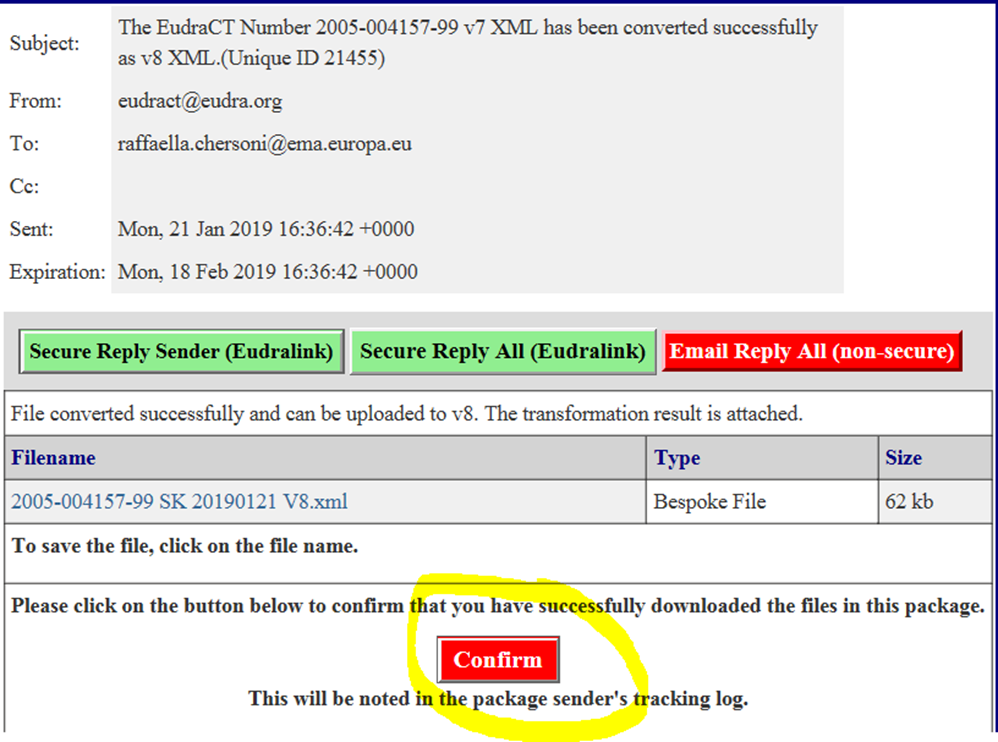 Subject: The EudraCT Number 2005-004157-99 v7 XML has been converted successfully
as v8 XML.(Unique ID 21455)
From: eudract@eudra.org
To: raffaella.chersoni@ema.europa.eu
Cc:
Sent: Mon, 21 Jan 2019 16:36:42 +0000
Expiration: Mon, 18 Feb 2019 16:36:42 +0000
Secure Reply Sender (Eudralink) Secure Reply All (Eudralink) Email Reply All (non-secure)
File converted successfully and can be uploaded to v8. The transformation result is attached.
Filename Type Size
2005-004157-99 SK 20190121 V8.xml Bespoke File 62 kb
To save the file, click on the file name.
Please click on the button below to confirm that you have successfully downloaded the files in this package.
Confirm
This will be noted in the package sender's tracking log.